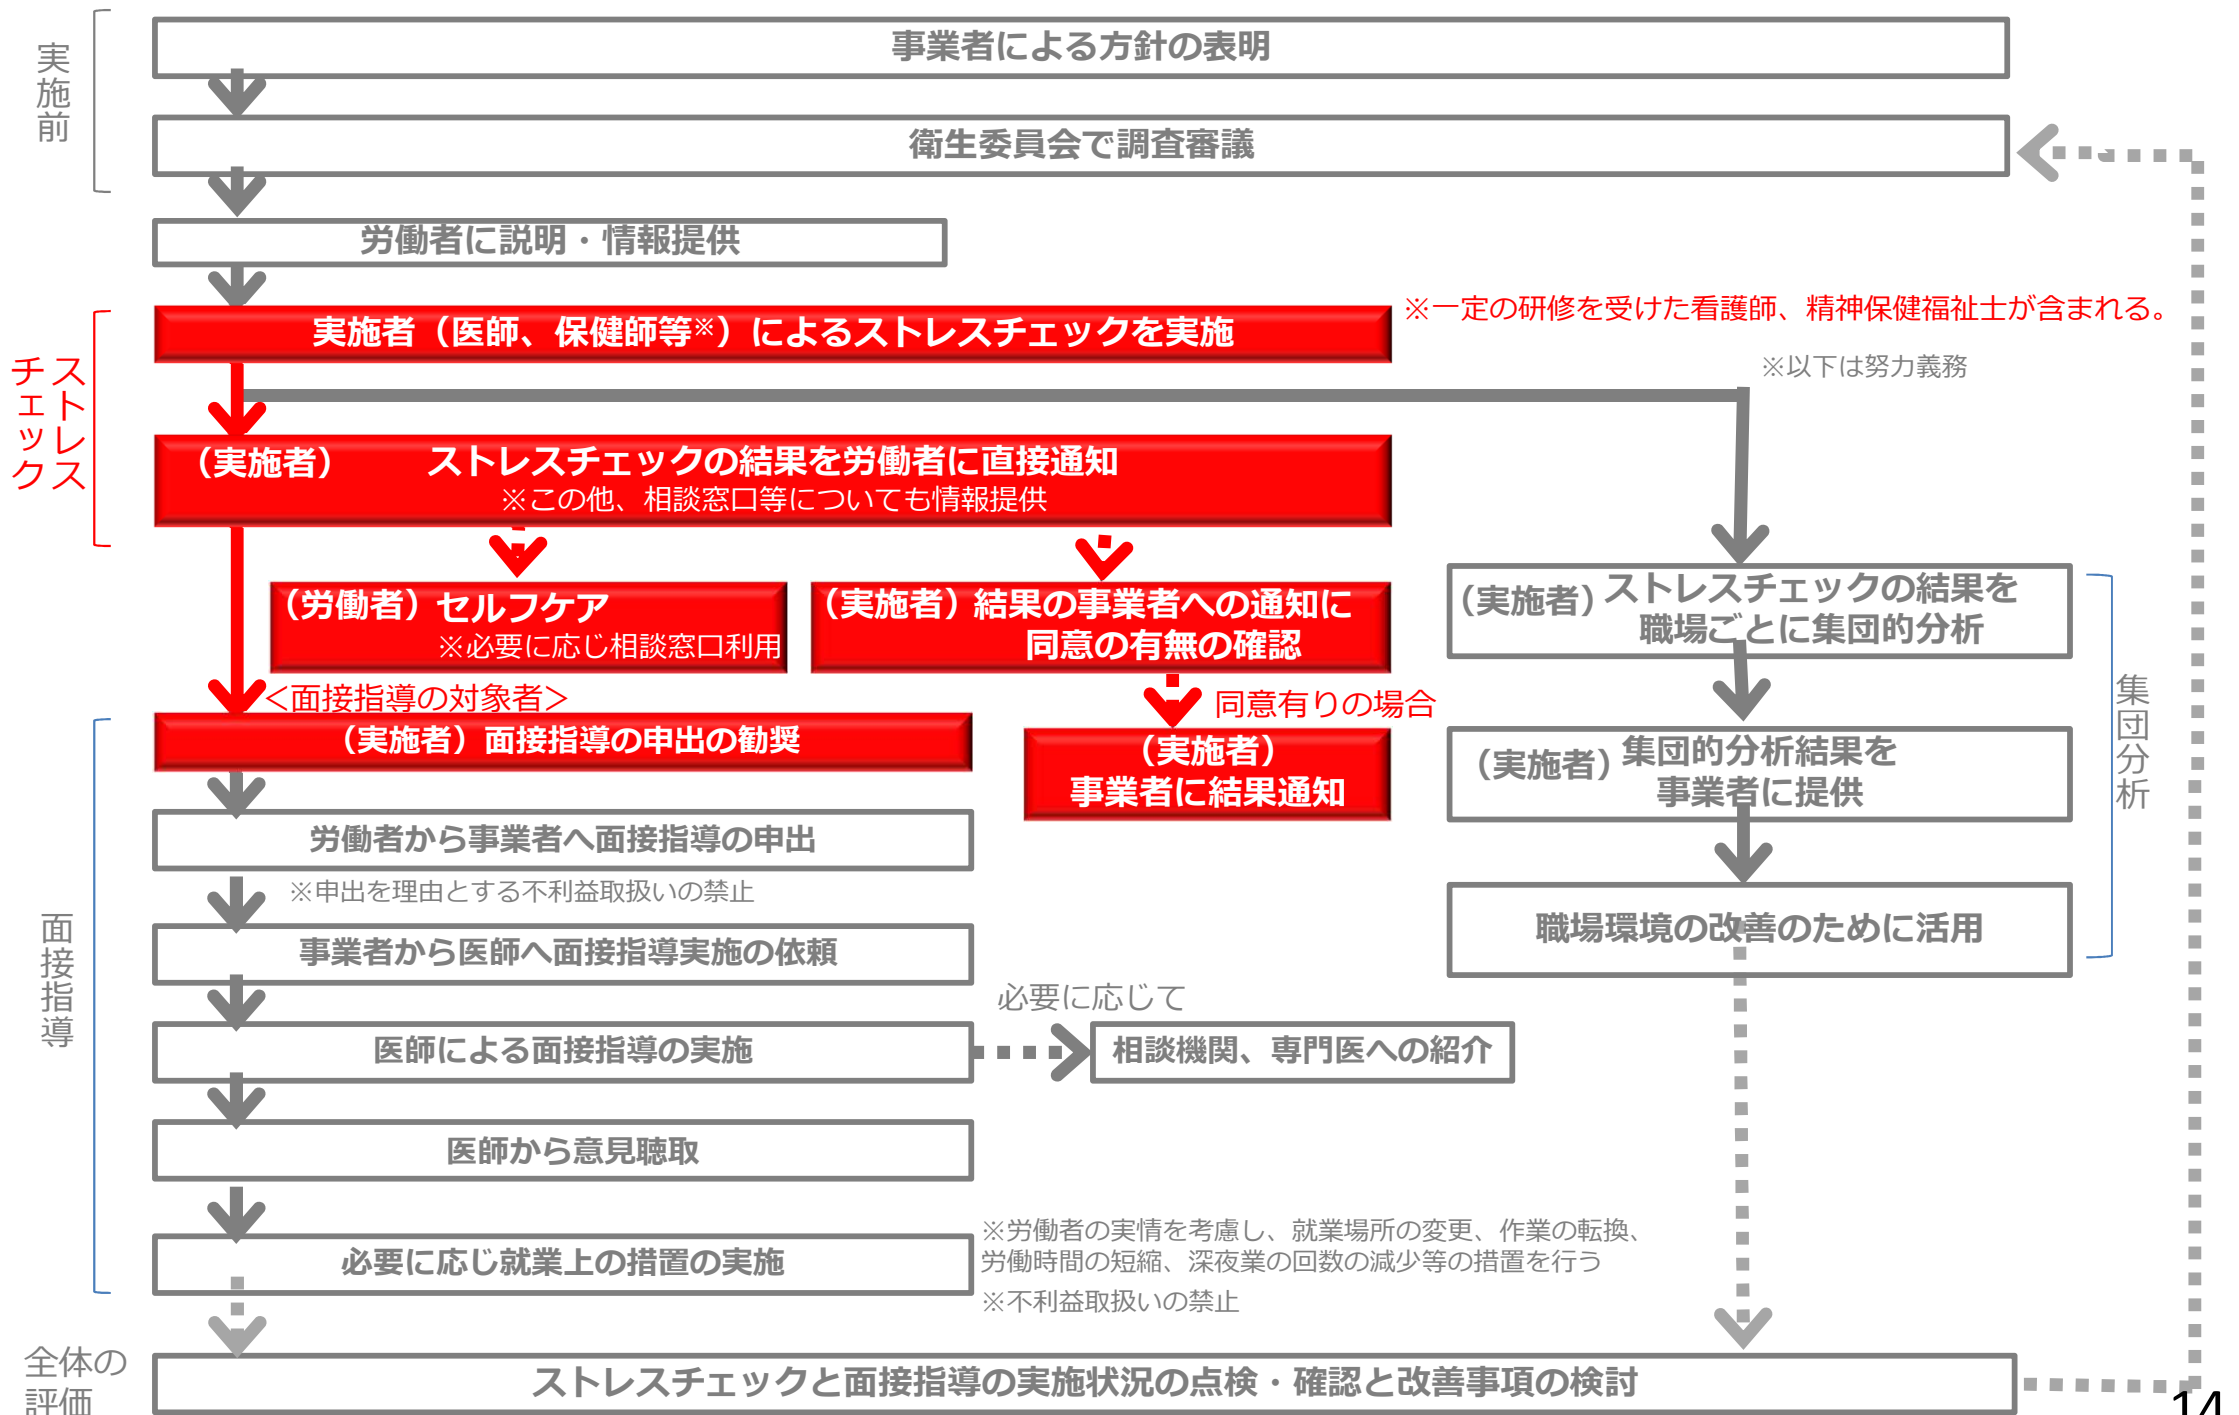 実施前
事業者による方針の表明
衛生委員会で調査審議
労働者に説明・情報提供
ストレス
チェック
実施者（医師、保健師等※）によるストレスチェックを実施
※一定の研修を受けた看護師、精神保健福祉士が含まれる。
※以下は努力義務
（実施者） ストレスチェックの結果を労働者に直接通知
※この他、相談窓口等についても情報提供
（労働者）セルフケア
※必要に応じ相談窓口利用
（実施者）結果の事業者への通知に
同意の有無の確認
同意有りの場合
（実施者）
事業者に結果通知
＜面接指導の対象者＞
面接指導
（実施者）面接指導の申出の勧奨
労働者から事業者へ面接指導の申出
※申出を理由とする不利益取扱いの禁止
事業者から医師へ面接指導実施の依頼
医師による面接指導の実施
必要に応じて
相談機関、専門医への紹介
医師から意見聴取
必要に応じ就業上の措置の実施
※労働者の実情を考慮し、就業場所の変更、作業の転換、
労働時間の短縮、深夜業の回数の減少等の措置を行う
※不利益取扱いの禁止
集団分析
（実施者）ストレスチェックの結果を
職場ごとに集団的分析
（実施者）集団的分析結果を
事業者に提供
職場環境の改善のために活用
全体の
評価
ストレスチェックと面接指導の実施状況の点検・確認と改善事項の検討
14